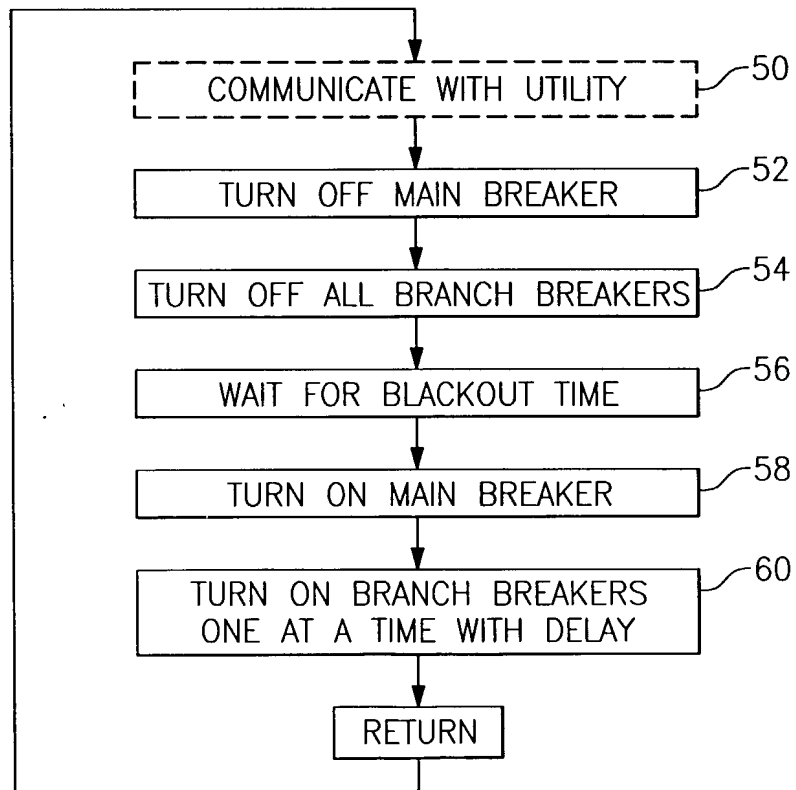 COMMUNICATE WITH UTILITY
50
TURN OFF MAIN BREAKER
52
TURN OFF ALL BRANCH BREAKERS
54
WAIT FOR BLACKOUT TIME
56
TURN ON MAIN BREAKER
58
TURN ON BRANCH BREAKERS
ONE AT A TIME WITH DELAY
60
RETURN